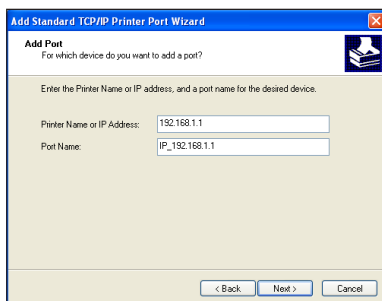 Add Standard TCP/IP Printer Port Wizard
Add Port
For which device do you want to add a port?
Enter the Printer Name or IP address, and a port name for the desired device.
Printer Name or IP Address: 192.168.1.1
Port Name: IP_192.168.1.1
< Back Next > Cancel